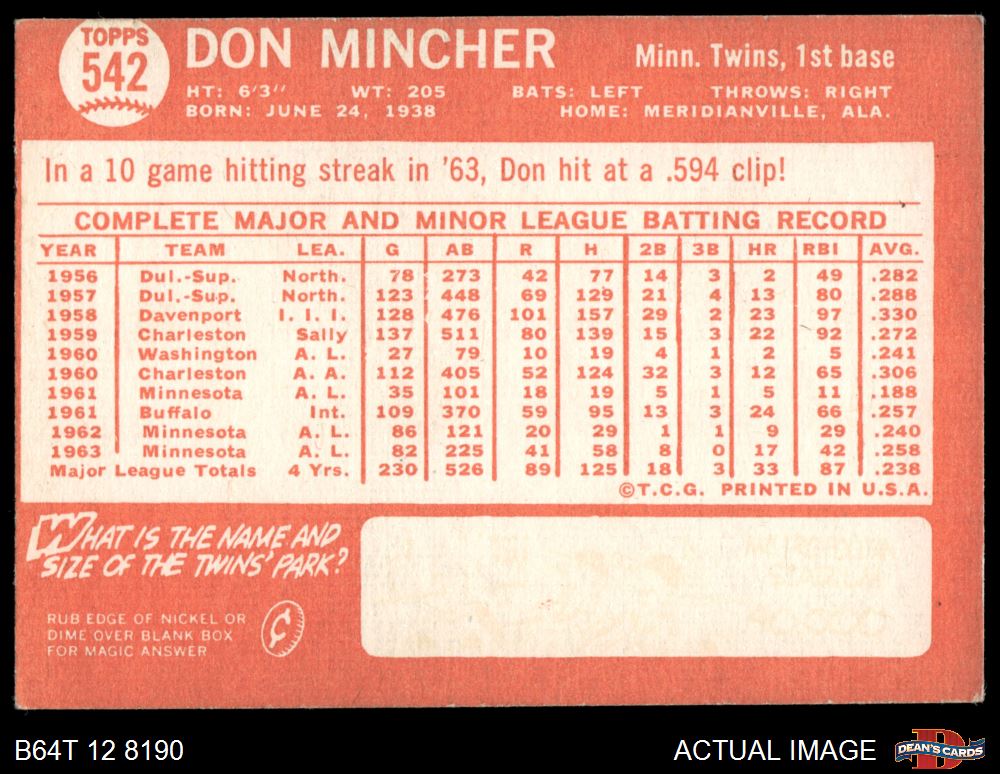 TOPPS
542
DON MINCHER
Minn. Twins, 1st base
HT: 6'3" WT: 205 BATS: LEFT THROWS: RIGHT
BORN: JUNE 24, 1938 HOME: MERIDIANVILLE, ALA.
In a 10 game hitting streak in '63, Don hit at a .594 clip!
COMPLETE MAJOR AND MINOR LEAGUE BATTING RECORD
YEAR TEAM LEA. G AB R H 2B 3B HR RBI AVG.
1956 Dul.-Sup. North. 78 273 42 77 14 3 2 49 .282
1957 Dul.-Sup. North. 123 448 69 129 21 4 13 80 .288
1958 Davenport I. I. I. 128 476 101 157 29 2 23 97 .330
1959 Charleston Sally 137 511 80 139 15 3 22 92 .272
1960 Washington A. L. 27 79 10 19 4 1 2 5 .241
1960 Charleston A. A. 112 405 52 124 32 3 12 65 .306
1961 Minnesota A. L. 35 101 18 19 5 1 5 11 .188
1961 Buffalo Int. 109 370 59 95 13 3 24 66 .257
1962 Minnesota A. L. 86 121 20 29 1 1 9 29 .240
1963 Minnesota A. L. 82 225 41 58 8 0 17 42 .258
Major League Totals 4 Yrs. 230 526 89 125 18 3 33 87 .238
©T.C.G. PRINTED IN U.S.A.
WHAT IS THE NAME AND
SIZE OF THE TWINS' PARK?
RUB EDGE OF NICKEL OR
DIME OVER BLANK BOX
FOR MAGIC ANSWER
¢
B64T 12 8190
ACTUAL IMAGE
D
DEAN'S CARDS